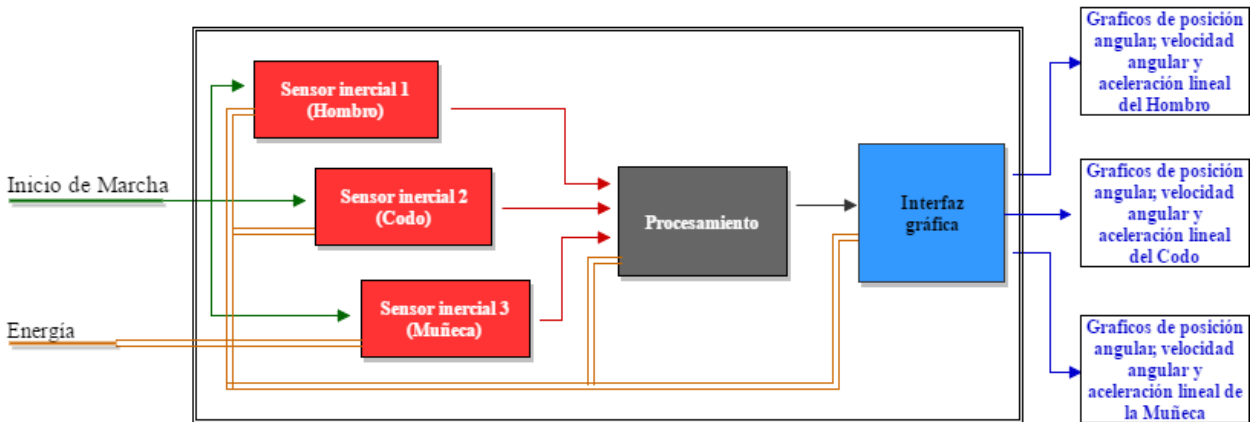 Inicio de Marcha
Energía
Sensor inercial 1
(Hombro)
Sensor inercial 2
(Codo)
Sensor inercial 3
(Muñeca)
Procesamiento
Interfaz
gráfica
Graficos de posición
angular, velocidad
angular y
aceleración lineal
del Hombro
Graficos de posición
angular, velocidad
angular y
aceleración lineal
del Codo
Graficos de posición
angular, velocidad
angular y
aceleración lineal de
la Muñeca